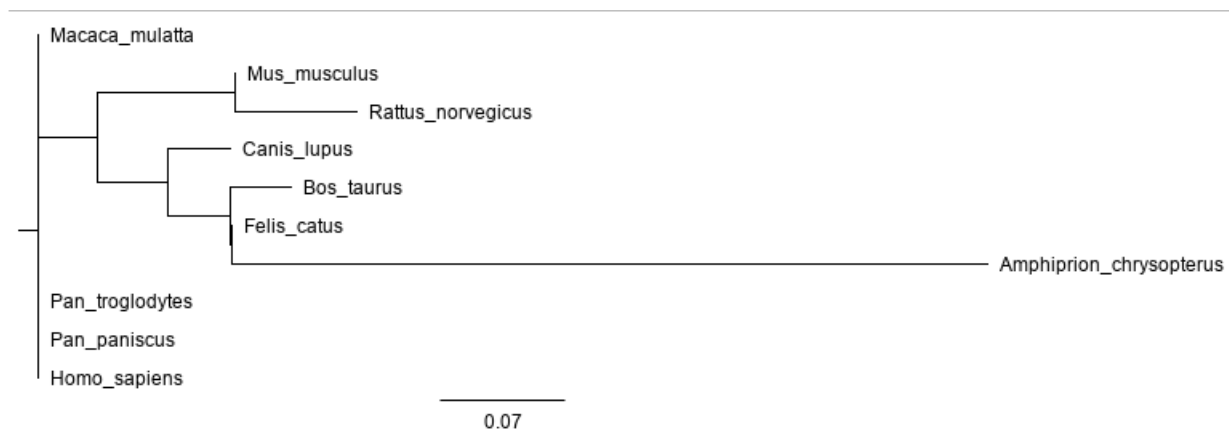 Macaca_mulatta
Mus_musculus
Rattus_norvegicus
Canis_lupus
Bos_taurus
Felis_catus
Amphiprion_chrysopterus
Pan_troglodytes
Pan_paniscus
Homo_sapiens
0.07